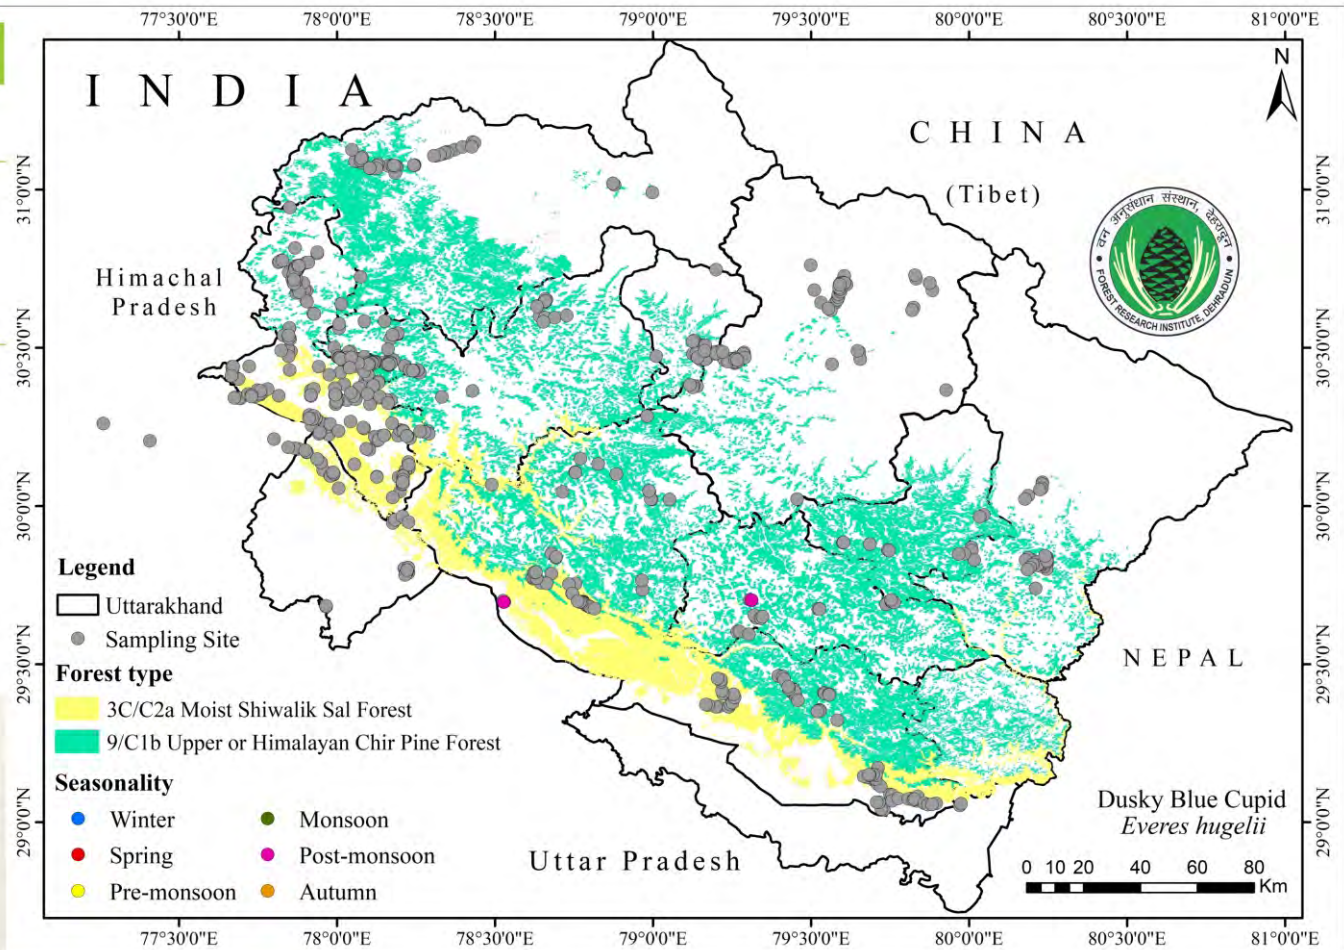 77°30'0"E 78°0'0"E 78°30'0"E 79°0'0"E 79°30'0"E 80°0'0"E 80°30'0"E 81°0'0"E
INDIA
N
CHINA
(Tibet)
31°0'0"N
31°0'0"N
वन अनुसंधान संस्थान, देहरादून
FOREST RESEARCH INSTITUTE, DEHRADUN
Himachal
Pradesh
30°30'0"N
30°30'0"N
30°0'0"N
30°0'0"N
Legend
Uttarakhand
Sampling Site
Forest type
3C/C2a Moist Shiwalik Sal Forest
9/C1b Upper or Himalayan Chir Pine Forest
NEPAL
29°30'0"N
29°30'0"N
Seasonality
Winter
Monsoon
Spring
Post-monsoon
Pre-monsoon
Autumn
29°0'0"N
29°0'0"N
Uttar Pradesh
Dusky Blue Cupid
Everes hugelii
0 10 20 40 60 80
Km
77°30'0"E 78°0'0"E 78°30'0"E 79°0'0"E 79°30'0"E 80°0'0"E 80°30'0"E 81°0'0"E